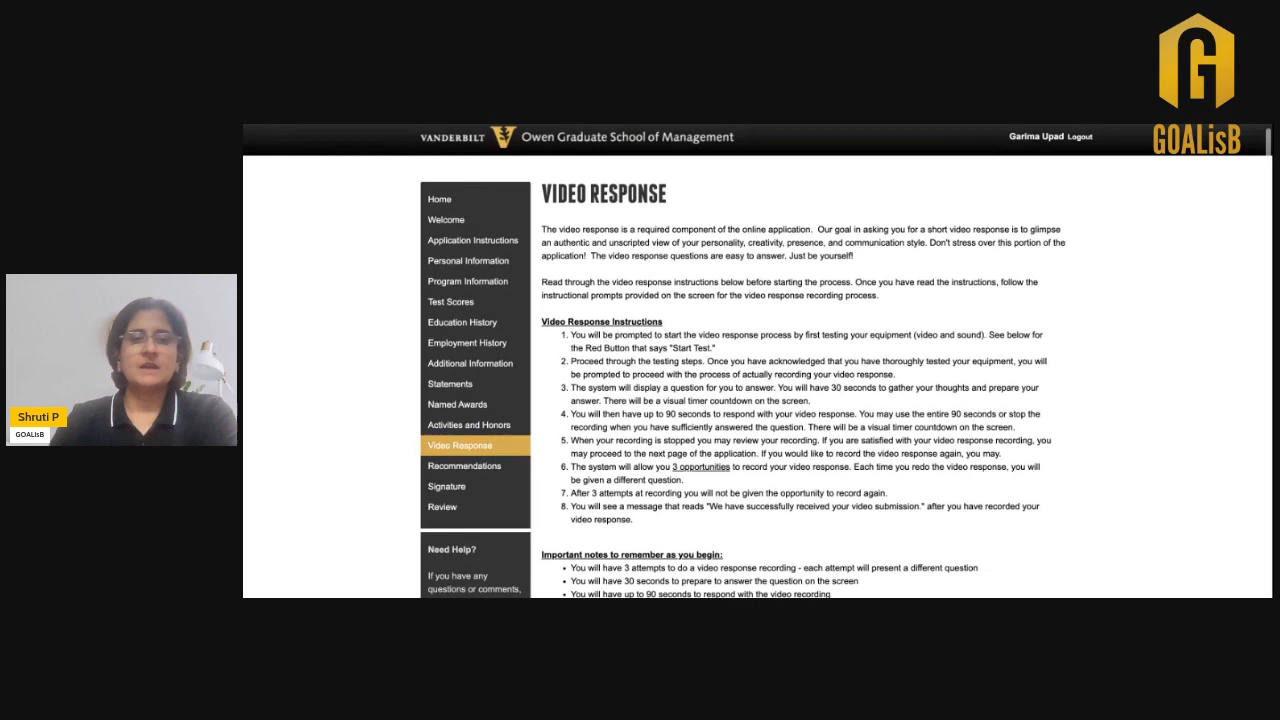 GOALisB
VANDERBILT Owen Graduate School of Management
Garima Upad Logout
Home
Welcome
Application Instructions
Personal Information
Program Information
Test Scores
Education History
Employment History
Additional Information
Statements
Named Awards
Activities and Honors
Video Response
Recommendations
Signature
Review
Need Help?
If you have any
questions or comments,
VIDEO RESPONSE
The video response is a required component of the online application. Our goal in asking you for a short video response is to glimpse
an authentic and unscripted view of your personality, creativity, presence, and communication style. Don't stress over this portion of the
application! The video response questions are easy to answer. Just be yourself!
Read through the video response instructions below before starting the process. Once you have read the instructions, follow the
instructional prompts provided on the screen for the video response recording process.
Video Response Instructions
1. You will be prompted to start the video response process by first testing your equipment (video and sound). See below for
the Red Button that says "Start Test."
2. Proceed through the testing steps. Once you have acknowledged that you have thoroughly tested your equipment, you will
be prompted to proceed with the process of actually recording your video response.
3. The system will display a question for you to answer. You will have 30 seconds to gather your thoughts and prepare your
answer. There will be a visual timer countdown on the screen.
4. You will then have up to 90 seconds to respond with your video response. You may use the entire 90 seconds or stop the
recording when you have sufficiently answered the question. There will be a visual timer countdown on the screen.
5. When your recording is stopped you may review your recording. If you are satisfied with your video response recording, you
may proceed to the next page of the application. If you would like to record the video response again, you may.
6. The system will allow you 3 opportunities to record your video response. Each time you redo the video response, you will
be given a different question.
7. After 3 attempts at recording you will not be given the opportunity to record again.
8. You will see a message that reads "We have successfully received your video submission." after you have recorded your
video response.
Important notes to remember as you begin:
• You will have 3 attempts to do a video response recording - each attempt will present a different question
• You will have 30 seconds to prepare to answer the question on the screen
• You will have up to 90 seconds to respond with the video recording
Shruti P
GOALisB